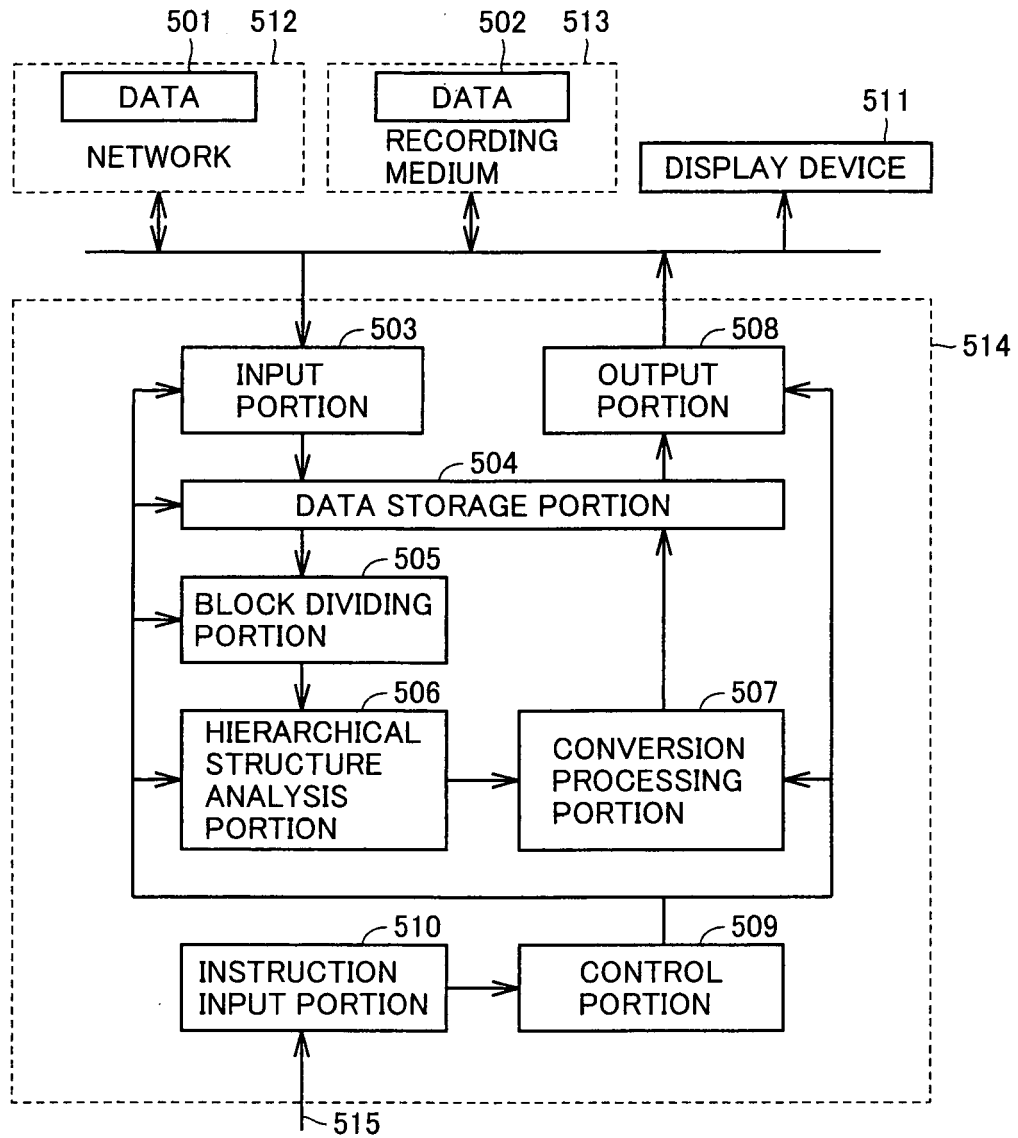 501
512
502
513
DATA
DATA
NETWORK
RECORDING
MEDIUM
511
DISPLAY DEVICE
503
508
514
INPUT
PORTION
OUTPUT
PORTION
504
DATA STORAGE PORTION
505
BLOCK DIVIDING
PORTION
506
507
HIERARCHICAL
STRUCTURE
ANALYSIS
PORTION
CONVERSION
PROCESSING
PORTION
510
509
INSTRUCTION
INPUT PORTION
CONTROL
PORTION
515